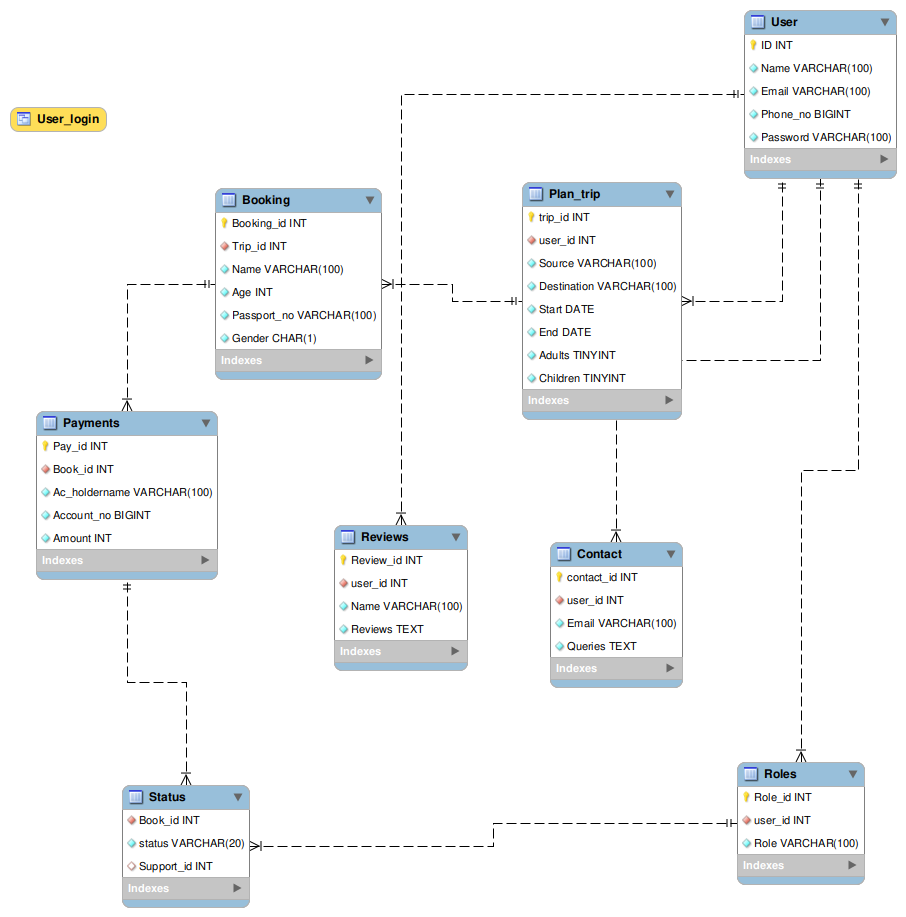 User
ID INT
Name VARCHAR(100)
Email VARCHAR(100)
Phone_no BIGINT
Password VARCHAR(100)
Indexes
User_login
Booking
Booking_id INT
Trip_id INT
Name VARCHAR(100)
Age INT
Passport_no VARCHAR(100)
Gender CHAR(1)
Indexes
Plan_trip
trip_id INT
user_id INT
Source VARCHAR(100)
Destination VARCHAR(100)
Start DATE
End DATE
Adults TINYINT
Children TINYINT
Indexes
Payments
Pay_id INT
Book_id INT
Ac_holdername VARCHAR(100)
Account_no BIGINT
Amount INT
Indexes
Reviews
Review_id INT
user_id INT
Name VARCHAR(100)
Reviews TEXT
Indexes
Contact
contact_id INT
user_id INT
Email VARCHAR(100)
Queries TEXT
Indexes
Status
Book_id INT
status VARCHAR(20)
Support_id INT
Indexes
Roles
Role_id INT
user_id INT
Role VARCHAR(100)
Indexes